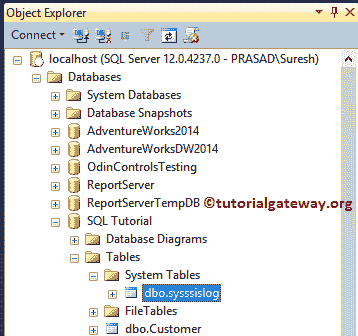 Object Explorer
Connect
localhost (SQL Server 12.0.4237.0 - PRASAD\Suresh)
Databases
System Databases
Database Snapshots
AdventureWorks2014
AdventureWorksDW2014
OdinControlsTesting
ReportServer
ReportServerTempDB ©tutorialgateway.org
SQL Tutorial
Database Diagrams
Tables
System Tables
dbo.sysssislog
FileTables
dbo.Customer